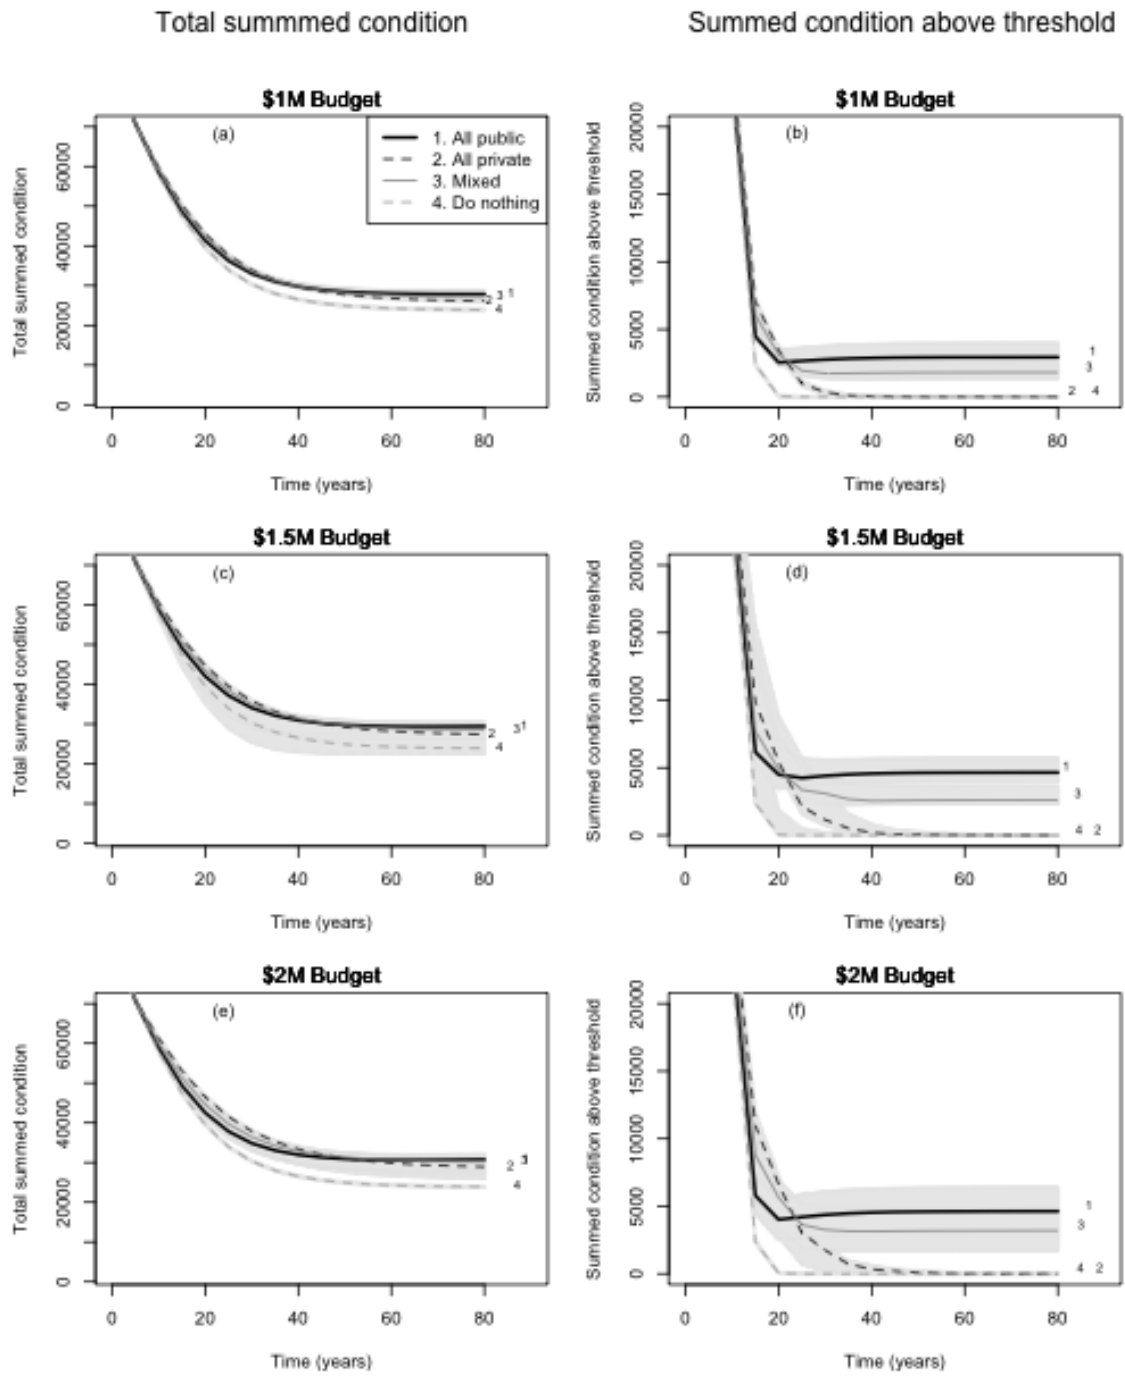 Total summmed condition
Summed condition above threshold
$1M Budget
(a)
1. All public
2. All private
3. Mixed
4. Do nothing
Total summed condition
0
20000
40000
60000
2 3 1
4
0 20 40 60 80
Time (years)
$1M Budget
(b)
Summed condition above threshold
0
5000
10000
15000
20000
1
3
2 4
0 20 40 60 80
Time (years)
$1.5M Budget
(c)
Total summed condition
0
20000
40000
60000
2 3 1
4
0 20 40 60 80
Time (years)
$1.5M Budget
(d)
Summed condition above threshold
0
5000
10000
15000
20000
1
3
4 2
0 20 40 60 80
Time (years)
$2M Budget
(e)
Total summed condition
0
20000
40000
60000
2
4
0 20 40 60 80
Time (years)
$2M Budget
(f)
Summed condition above threshold
0
5000
10000
15000
20000
1
3
4 2
0 20 40 60 80
Time (years)